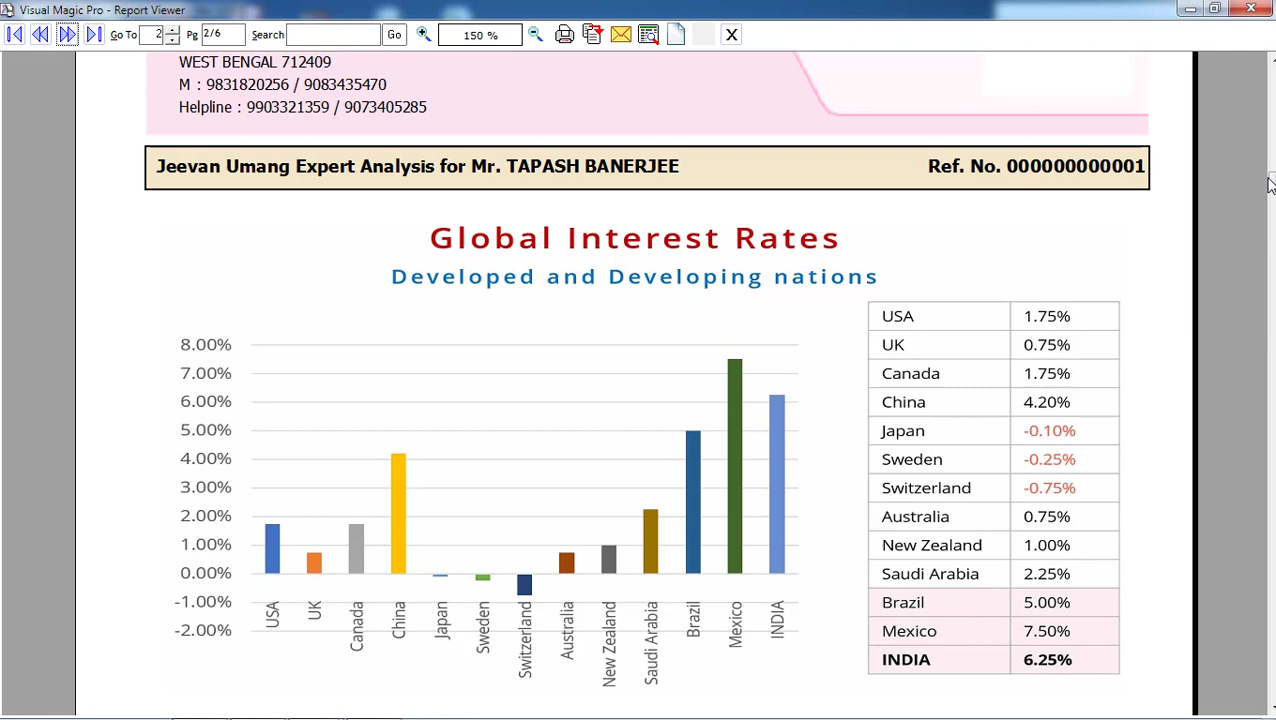 Visual Magic Pro - Report Viewer
Go To 2 Pg 2/6 Search Go 150 % X
WEST BENGAL 712409
M : 9831820256 / 9083435470
Helpline : 9903321359 / 9073405285
Jeevan Umang Expert Analysis for Mr. TAPASH BANERJEE Ref. No. 000000000001
Global Interest Rates
Developed and Developing nations
8.00%
7.00%
6.00%
5.00%
4.00%
3.00%
2.00%
1.00%
0.00%
-1.00%
-2.00%
USA UK Canada China Japan Sweden Switzerland Australia New Zealand Saudi Arabia Brazil Mexico INDIA
USA 1.75%
UK 0.75%
Canada 1.75%
China 4.20%
Japan -0.10%
Sweden -0.25%
Switzerland -0.75%
Australia 0.75%
New Zealand 1.00%
Saudi Arabia 2.25%
Brazil 5.00%
Mexico 7.50%
INDIA 6.25%